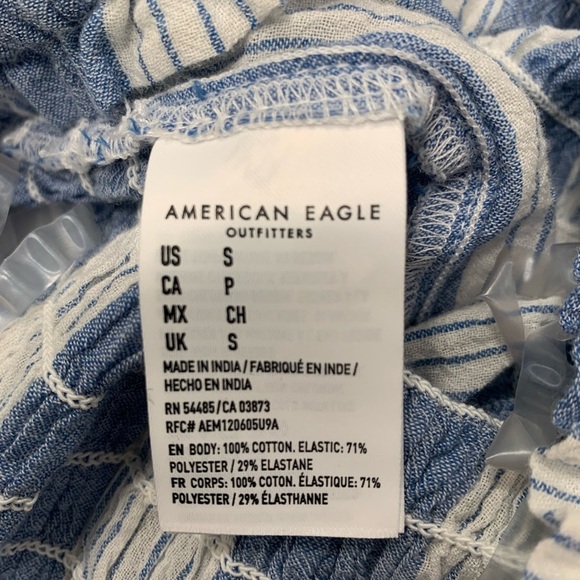 AMERICAN EAGLE
OUTFITTERS
US S
CA P
MX CH
UK S
MADE IN INDIA / FABRIQUÉ EN INDE /
HECHO EN INDIA
RN 54485 / CA 03873
RFC# AEM120605U9A
EN BODY: 100% COTTON. ELASTIC: 71%
POLYESTER / 29% ELASTANE
FR CORPS: 100% COTON. ÉLASTIQUE: 71%
POLYESTER / 29% ÉLASTHANNE